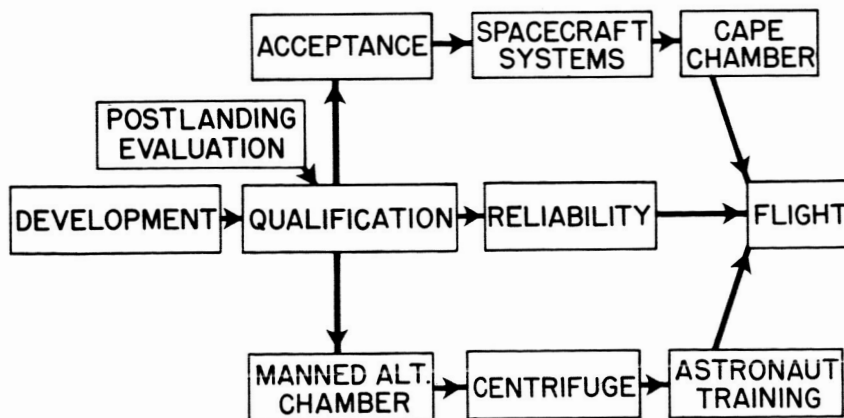 ACCEPTANCE
SPACECRAFT
SYSTEMS
CAPE
CHAMBER
POSTLANDING
EVALUATION
DEVELOPMENT
QUALIFICATION
RELIABILITY
FLIGHT
MANNED ALT.
CHAMBER
CENTRIFUGE
ASTRONAUT
TRAINING